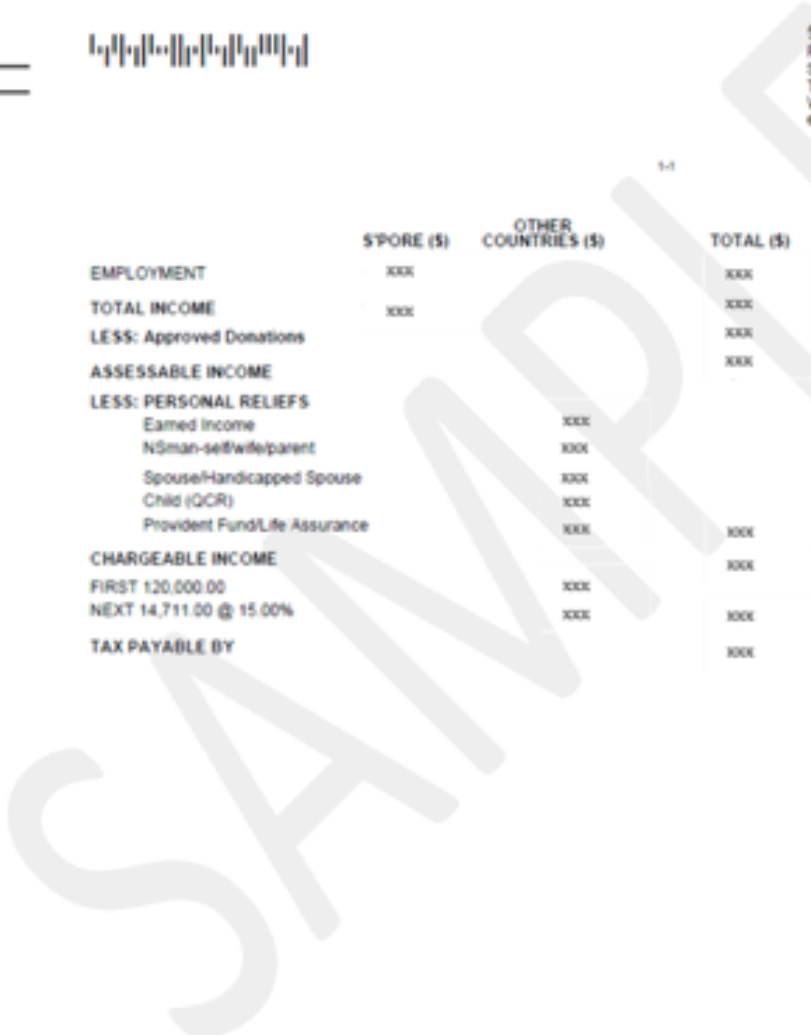 1-1
S'PORE ($) OTHER COUNTRIES ($) TOTAL ($)
EMPLOYMENT XXX XXX
TOTAL INCOME XXX XXX
LESS: Approved Donations XXX
ASSESSABLE INCOME XXX
LESS: PERSONAL RELIEFS
Earned Income XXX
NSman-self/wife/parent XXX
Spouse/Handicapped Spouse XXX
Child (QCR) XXX
Provident Fund/Life Assurance XXX XXX
CHARGEABLE INCOME XXX
FIRST 120,000.00 XXX
NEXT 14,711.00 @ 15.00% XXX XXX
TAX PAYABLE BY XXX
SAMPLE